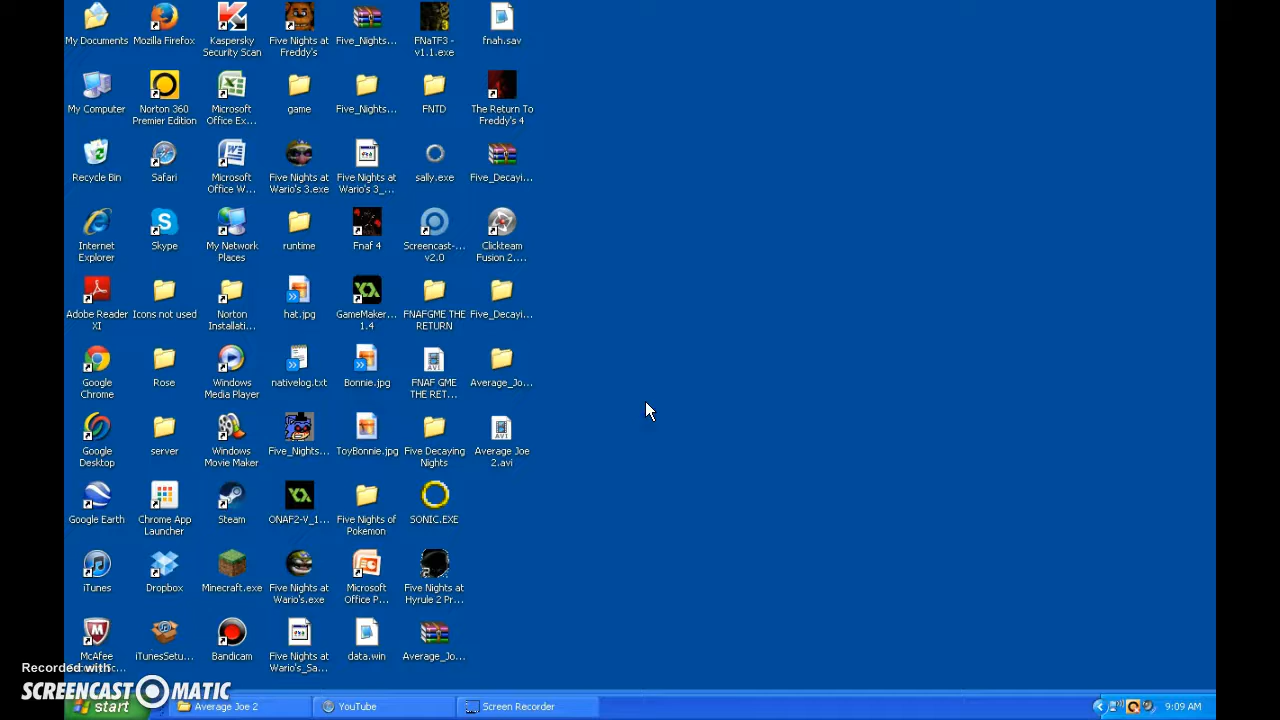 My Documents
Mozilla Firefox
Kaspersky
Security Scan
Five Nights at
Freddy's
Five_Nights...
FNaTF3 -
v1.1.exe
fnah.sav
My Computer
Norton 360
Premier Edition
Microsoft
Office Ex...
game
Five_Nights...
FNTD
The Return To
Freddy's 4
Recycle Bin
Safari
Microsoft
Office W...
Five Nights at
Wario's 3.exe
Five Nights at
Wario's 3_...
sally.exe
Five_Decayi...
Internet
Explorer
Skype
My Network
Places
runtime
Fnaf 4
Screencast-...
v2.0
Clickteam
Fusion 2....
Adobe Reader
XI
Icons not used
Norton
Installati...
hat.jpg
GameMaker...
1.4
FNAFGME THE
RETURN
Five_Decayi...
Google
Chrome
Rose
Windows
Media Player
nativelog.txt
Bonnie.jpg
FNAF GME
THE RET...
Average_Jo...
Google
Desktop
server
Windows
Movie Maker
Five_Nights...
ToyBonnie.jpg
Five Decaying
Nights
Average Joe
2.avi
Google Earth
Chrome App
Launcher
Steam
ONAF2-V_1...
Five Nights of
Pokemon
SONIC.EXE
iTunes
Dropbox
Minecraft.exe
Five Nights at
Wario's.exe
Microsoft
Office P...
Five Nights at
Hyrule 2 Pr...
McAfee
iTunesSetu...
Bandicam
Five Nights at
Wario's_Sa...
data.win
Average_Jo...
Recorded with
SCREENCAST MATIC
start
Average Joe 2
YouTube
Screen Recorder
9:09 AM